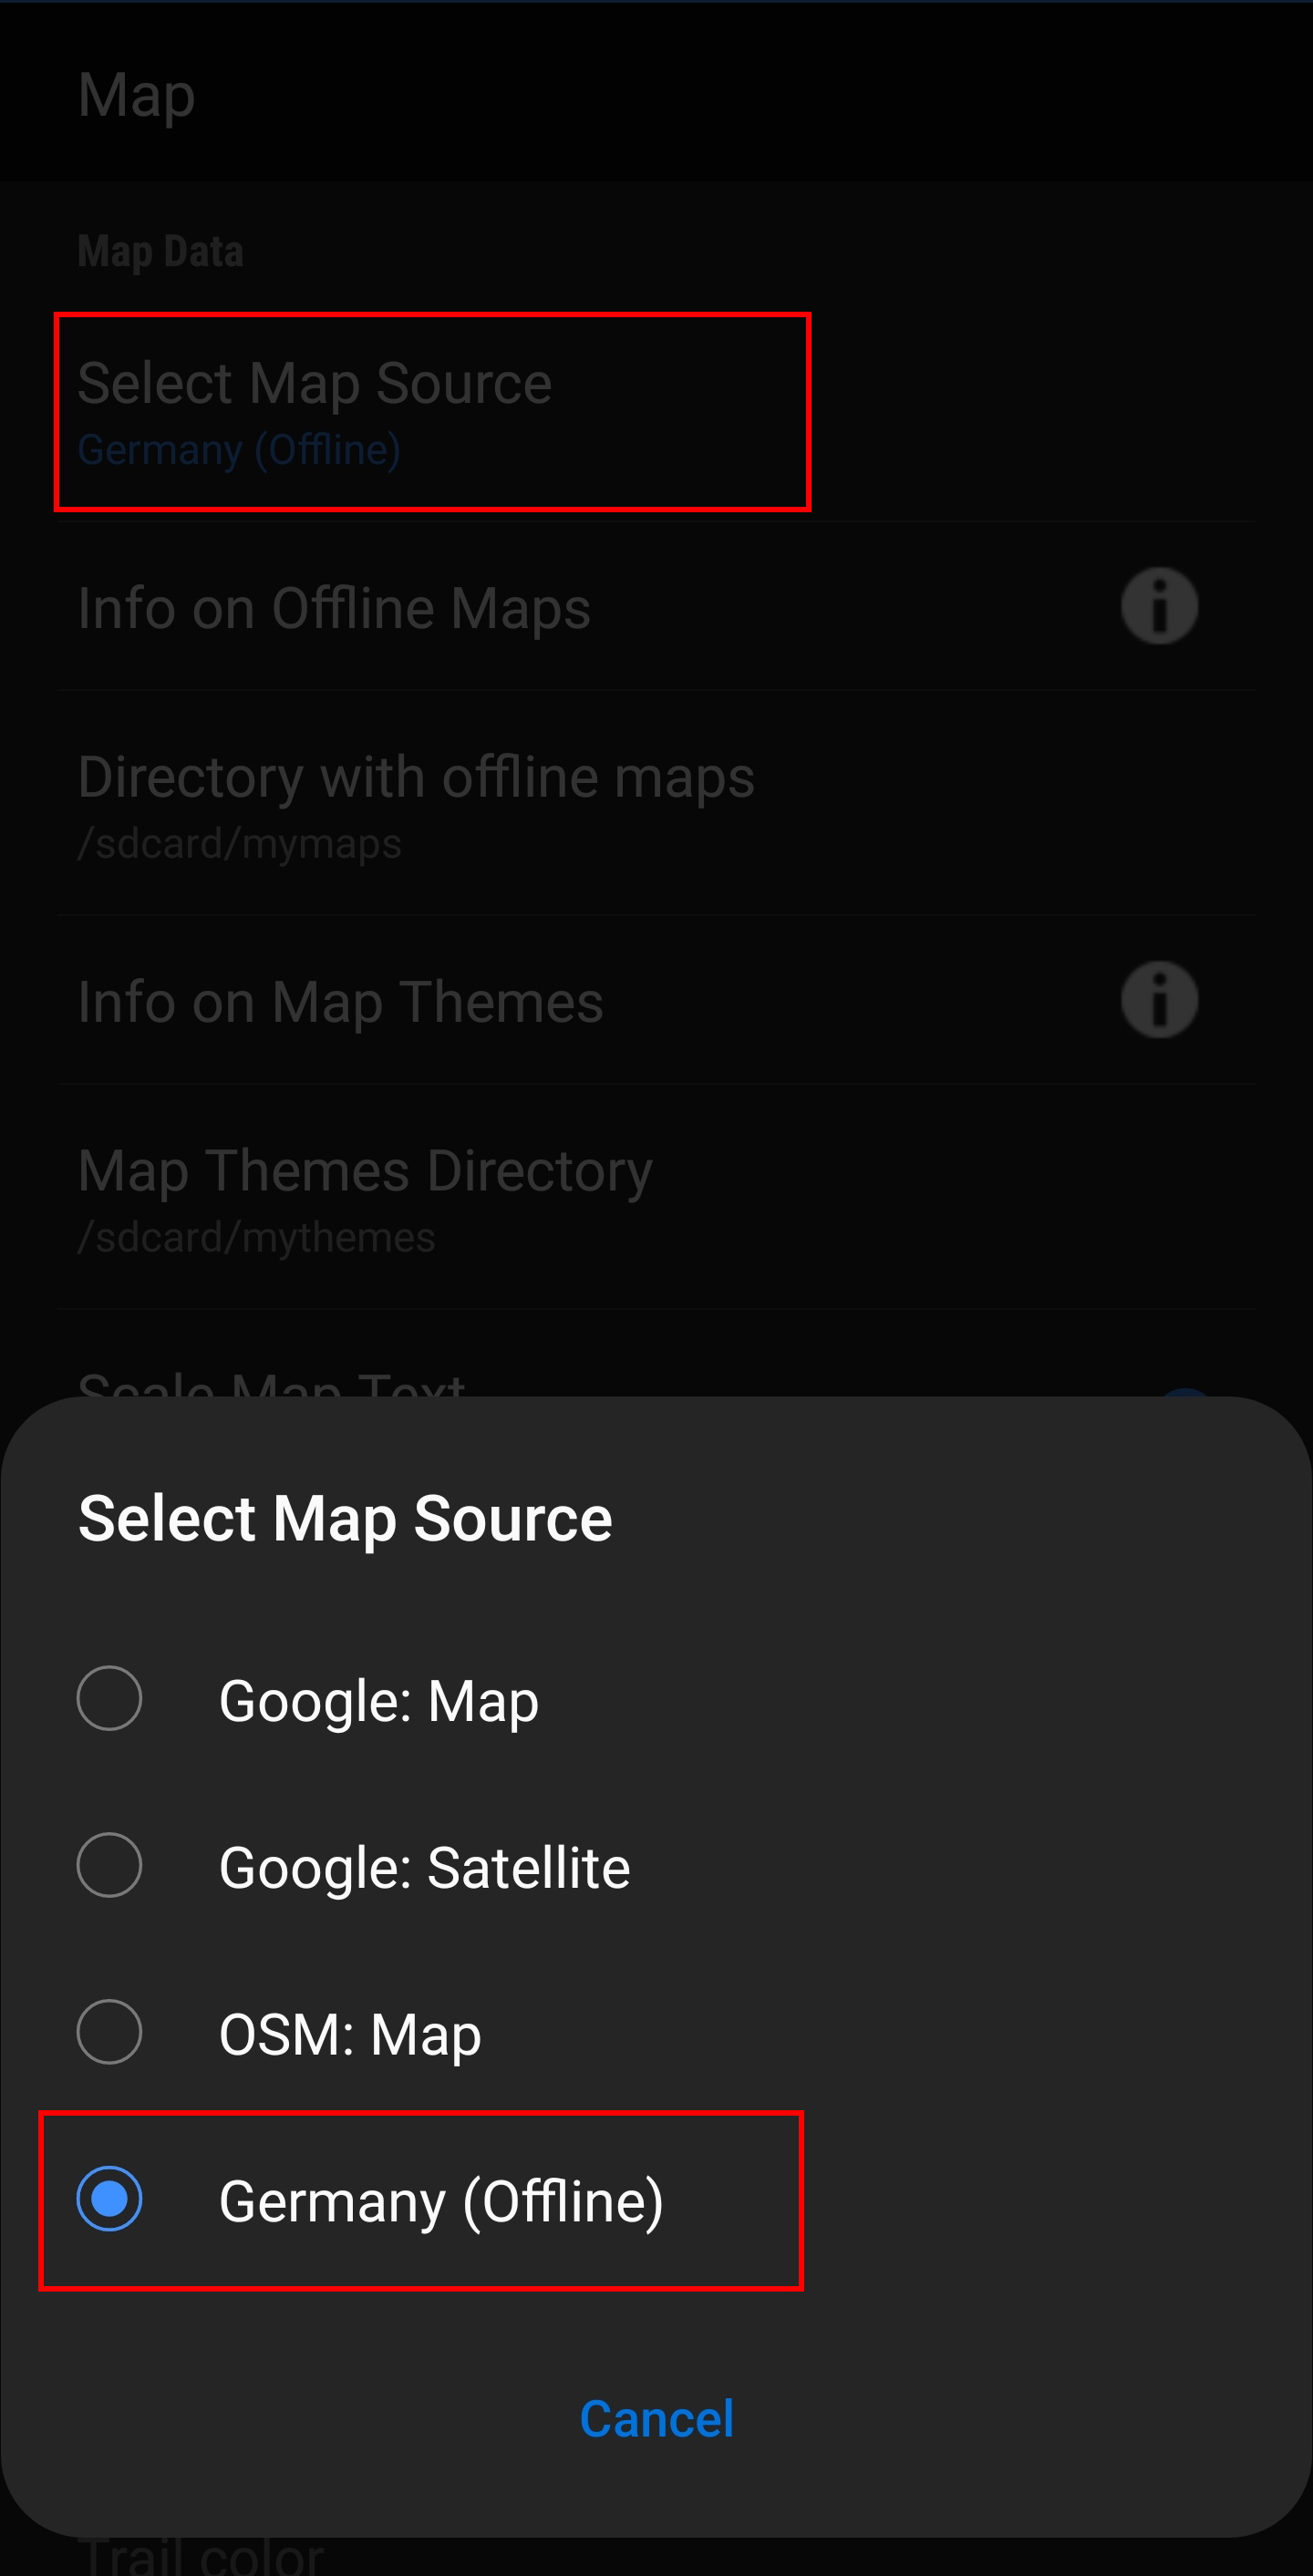 Map
Map Data
Select Map Source
Germany (Offline)
Info on Offline Maps
Directory with offline maps
/sdcard/mymaps
Info on Map Themes
Map Themes Directory
/sdcard/mythemes
Scale Map Text
Select Map Source
Google: Map
Google: Satellite
OSM: Map
Germany (Offline)
Cancel
Trail color